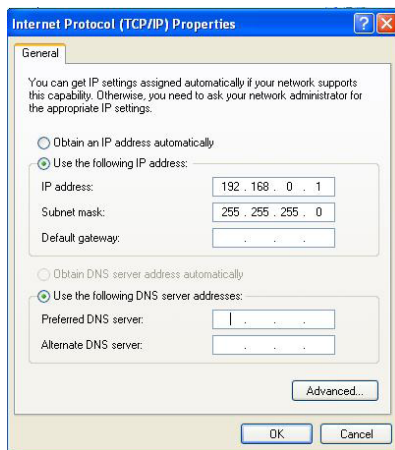 Internet Protocol (TCP/IP) Properties
General
You can get IP settings assigned automatically if your network supports
this capability. Otherwise, you need to ask your network administrator for
the appropriate IP settings.
Obtain an IP address automatically
Use the following IP address:
IP address: 192 . 168 . 0 . 1
Subnet mask: 255 . 255 . 255 . 0
Default gateway: . . .
Obtain DNS server address automatically
Use the following DNS server addresses:
Preferred DNS server: . . .
Alternate DNS server: . . .
Advanced...
OK Cancel